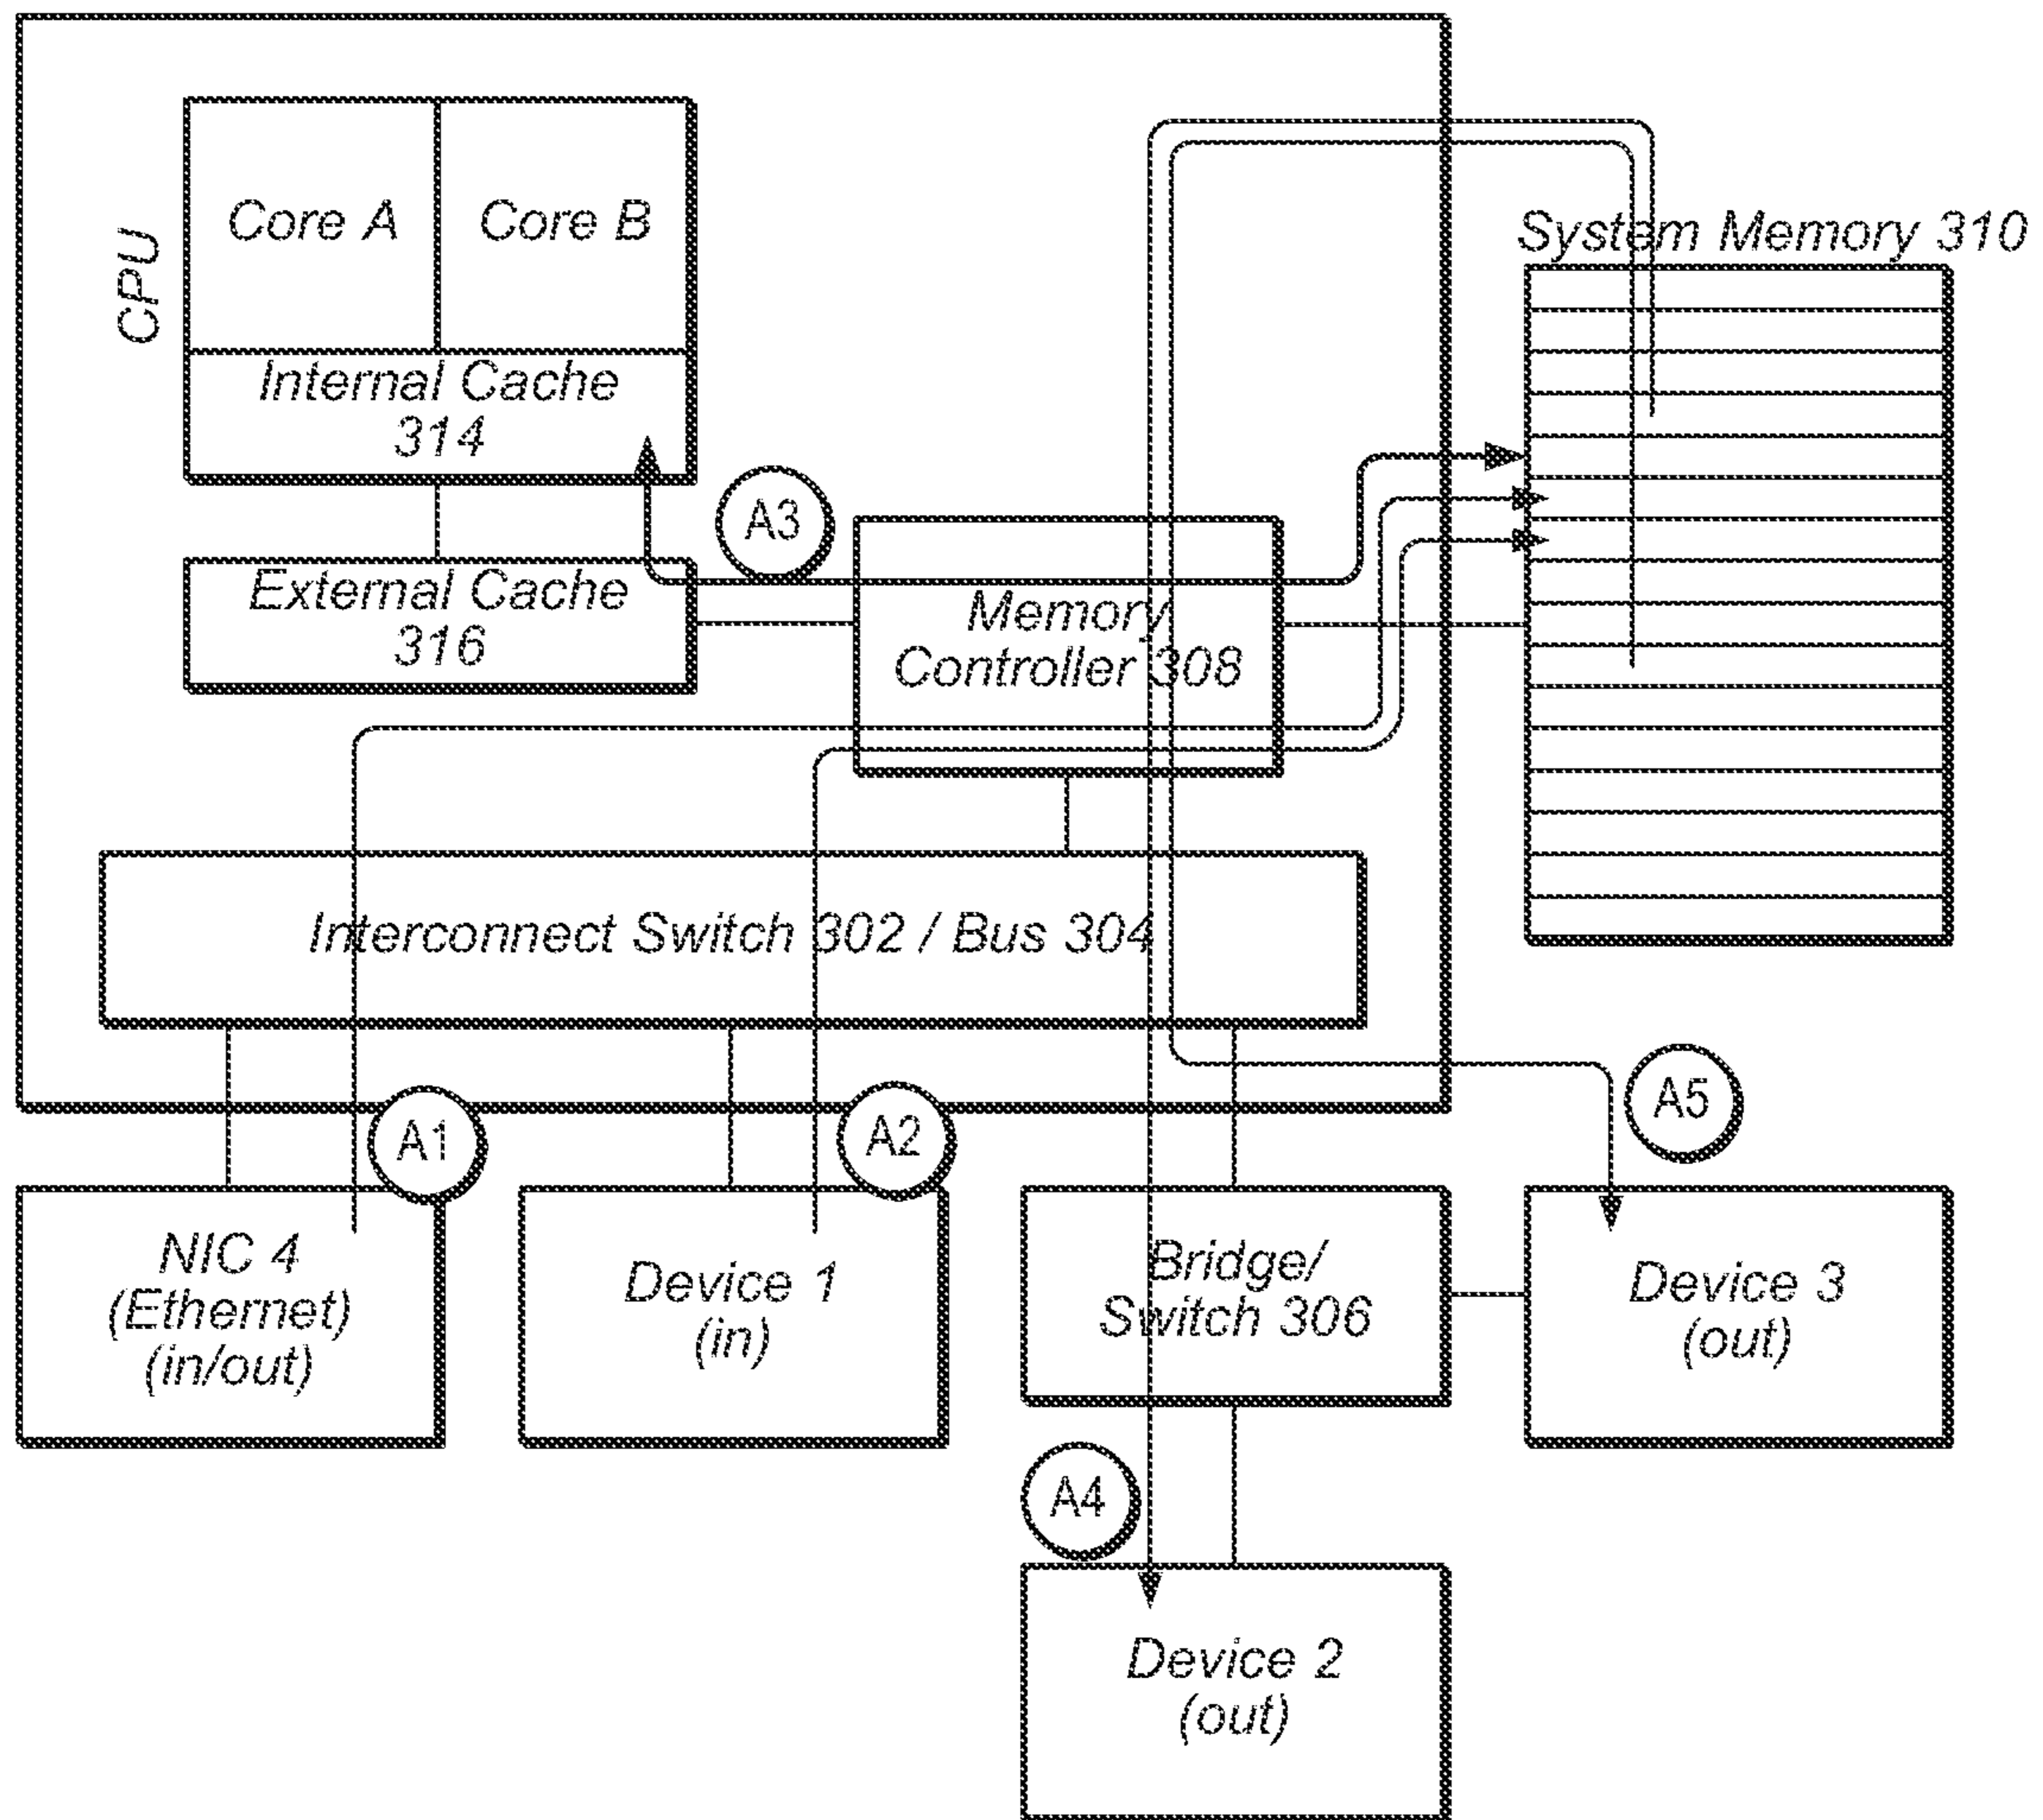 CPU
Core A
Core B
System Memory 310
Internal Cache
314
A3
External Cache
316
Memory
Controller 308
Interconnect Switch 302 / Bus 304
A1
A2
A5
NIC 4
(Ethernet)
(in/out)
Device 1
(in)
Bridge/
Switch 306
Device 3
(out)
A4
Device 2
(out)